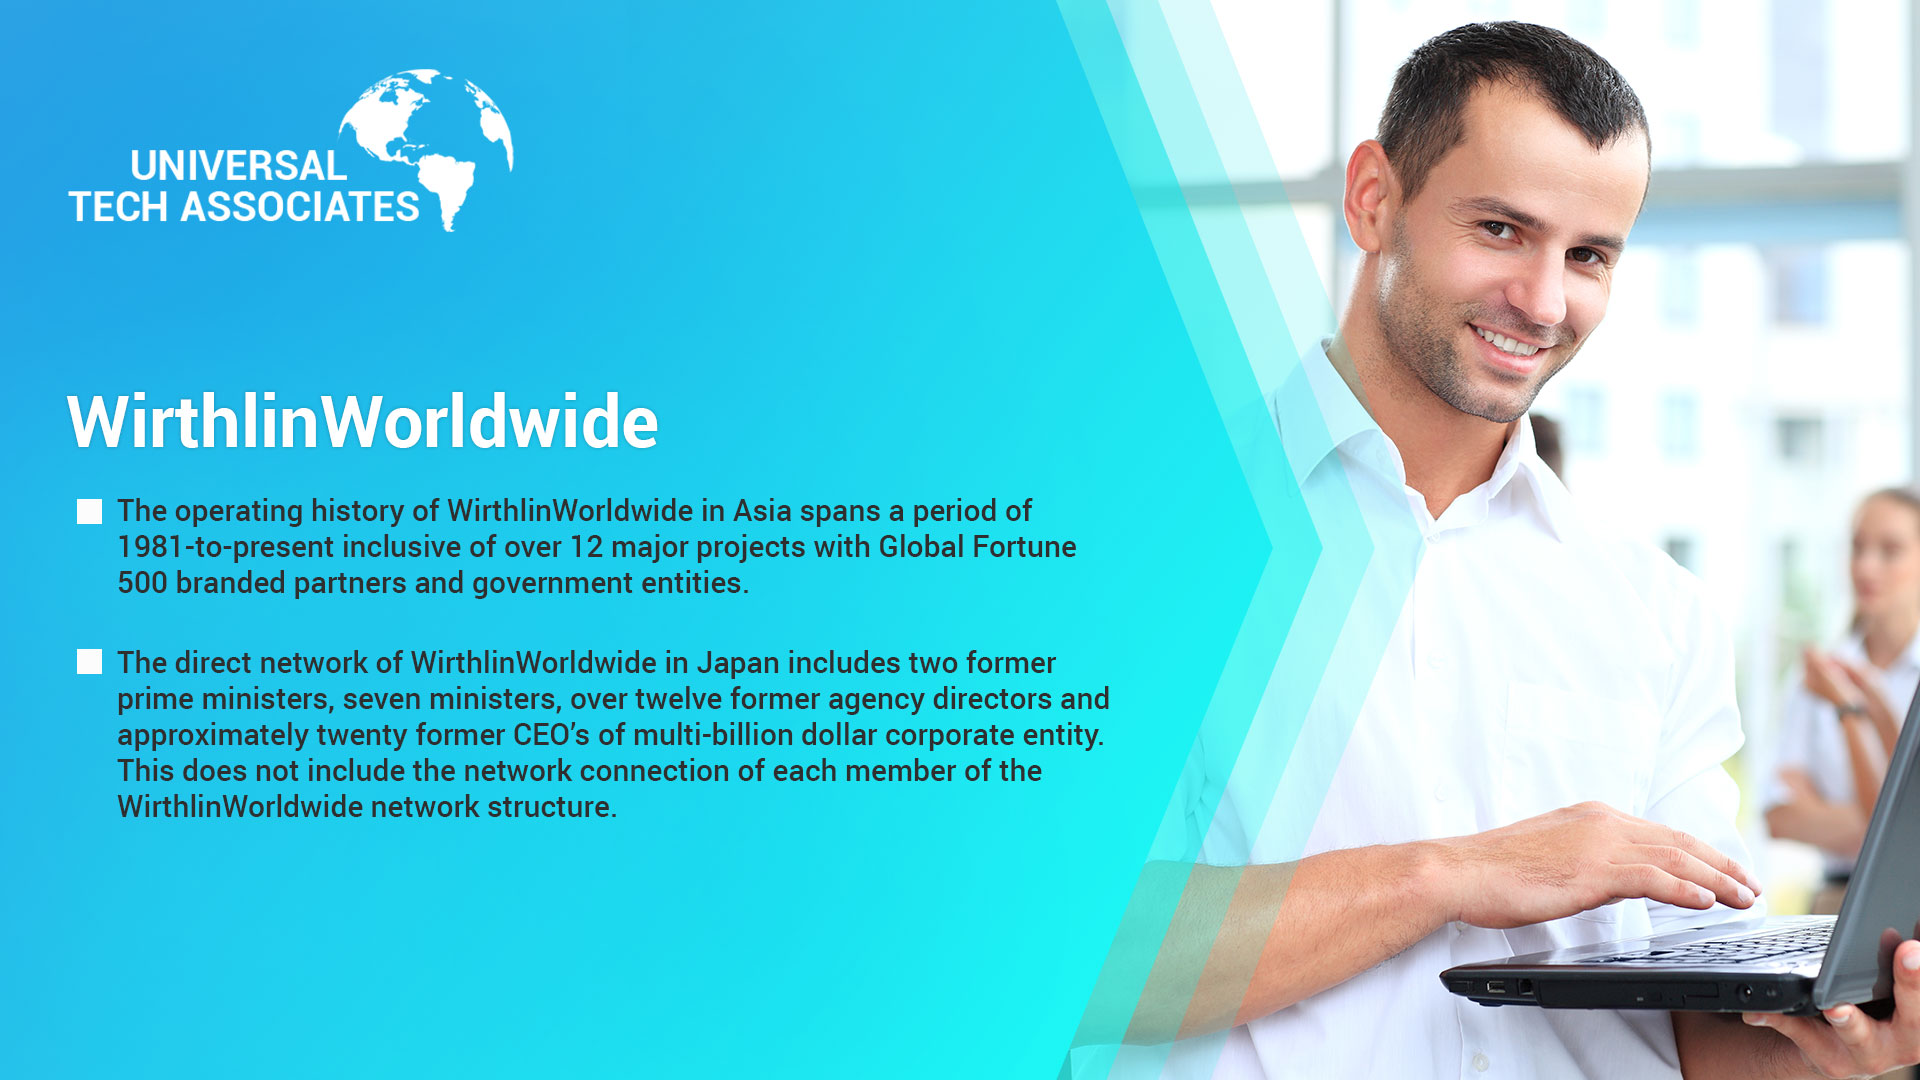 UNIVERSAL
TECH ASSOCIATES
WirthlinWorldwide
The operating history of WirthlinWorldwide in Asia spans a period of
1981-to-present inclusive of over 12 major projects with Global Fortune
500 branded partners and government entities.
The direct network of WirthlinWorldwide in Japan includes two former
prime ministers, seven ministers, over twelve former agency directors and
approximately twenty former CEO’s of multi-billion dollar corporate entity.
This does not include the network connection of each member of the
WirthlinWorldwide network structure.